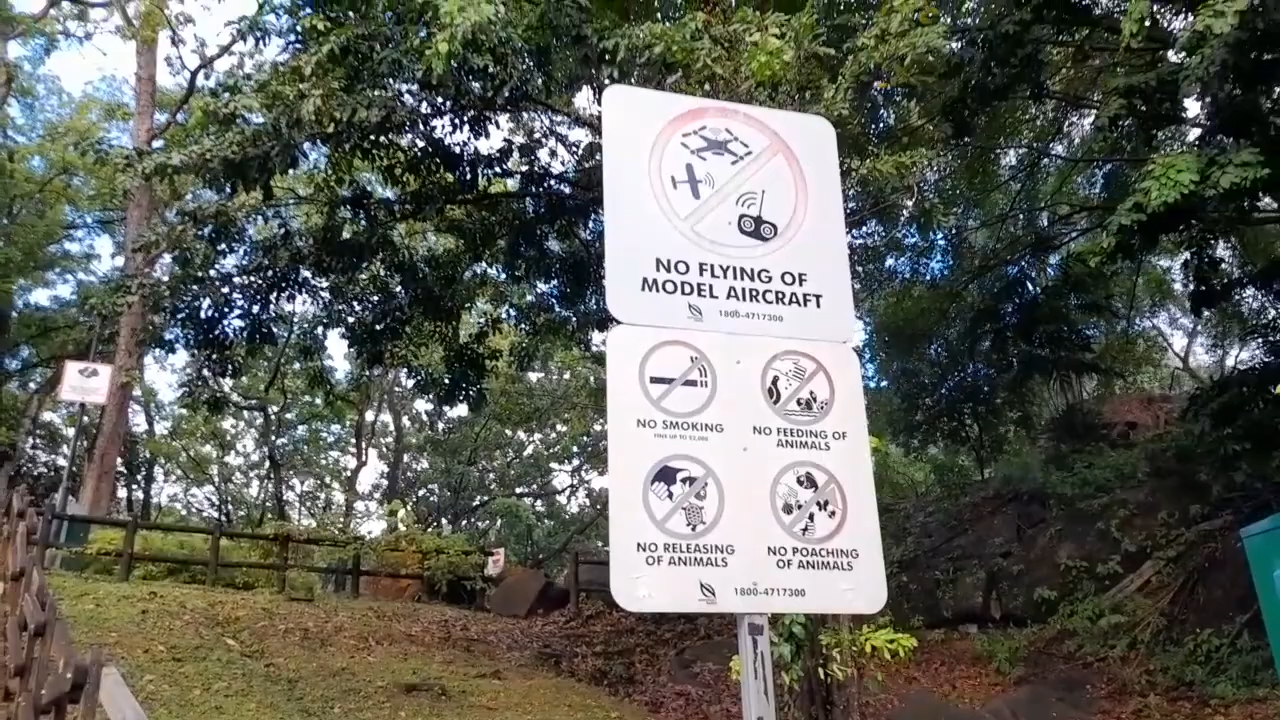 NO FLYING OF
MODEL AIRCRAFT
1800-4717300
NO SMOKING
FINE UP TO $2,000
NO FEEDING OF
ANIMALS
NO RELEASING
OF ANIMALS
NO POACHING
OF ANIMALS
1800-4717300